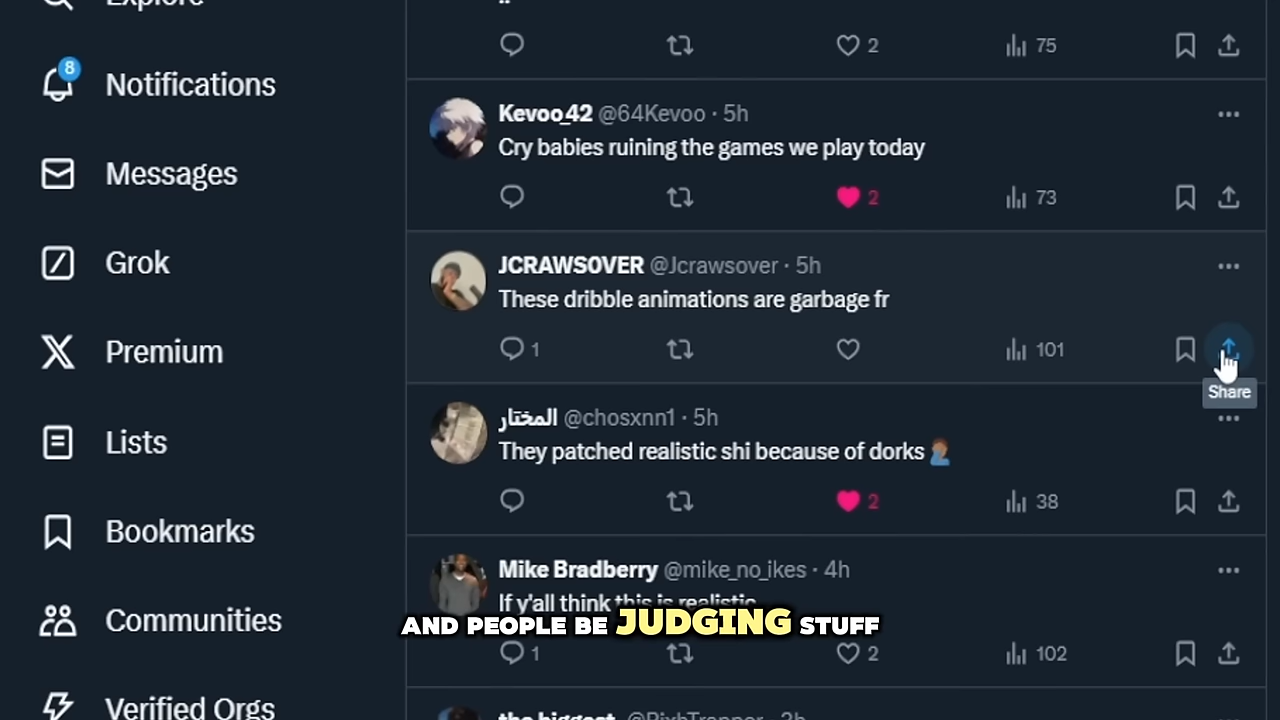 Explore
8
Notifications
Messages
Grok
Premium
Lists
Bookmarks
Communities
Verified Orgs
2
75
Kevoo_42 @64Kevoo · 5h
Cry babies ruining the games we play today
2
73
JCRAWSOVER @Jcrawsover · 5h
These dribble animations are garbage fr
1
101
Share
المختار @chosxnn1 · 5h
They patched realistic shi because of dorks
2
38
Mike Bradberry @mike_no_ikes · 4h
If y'all think this is realistic
AND PEOPLE BE JUDGING STUFF
1
2
102
the biggest